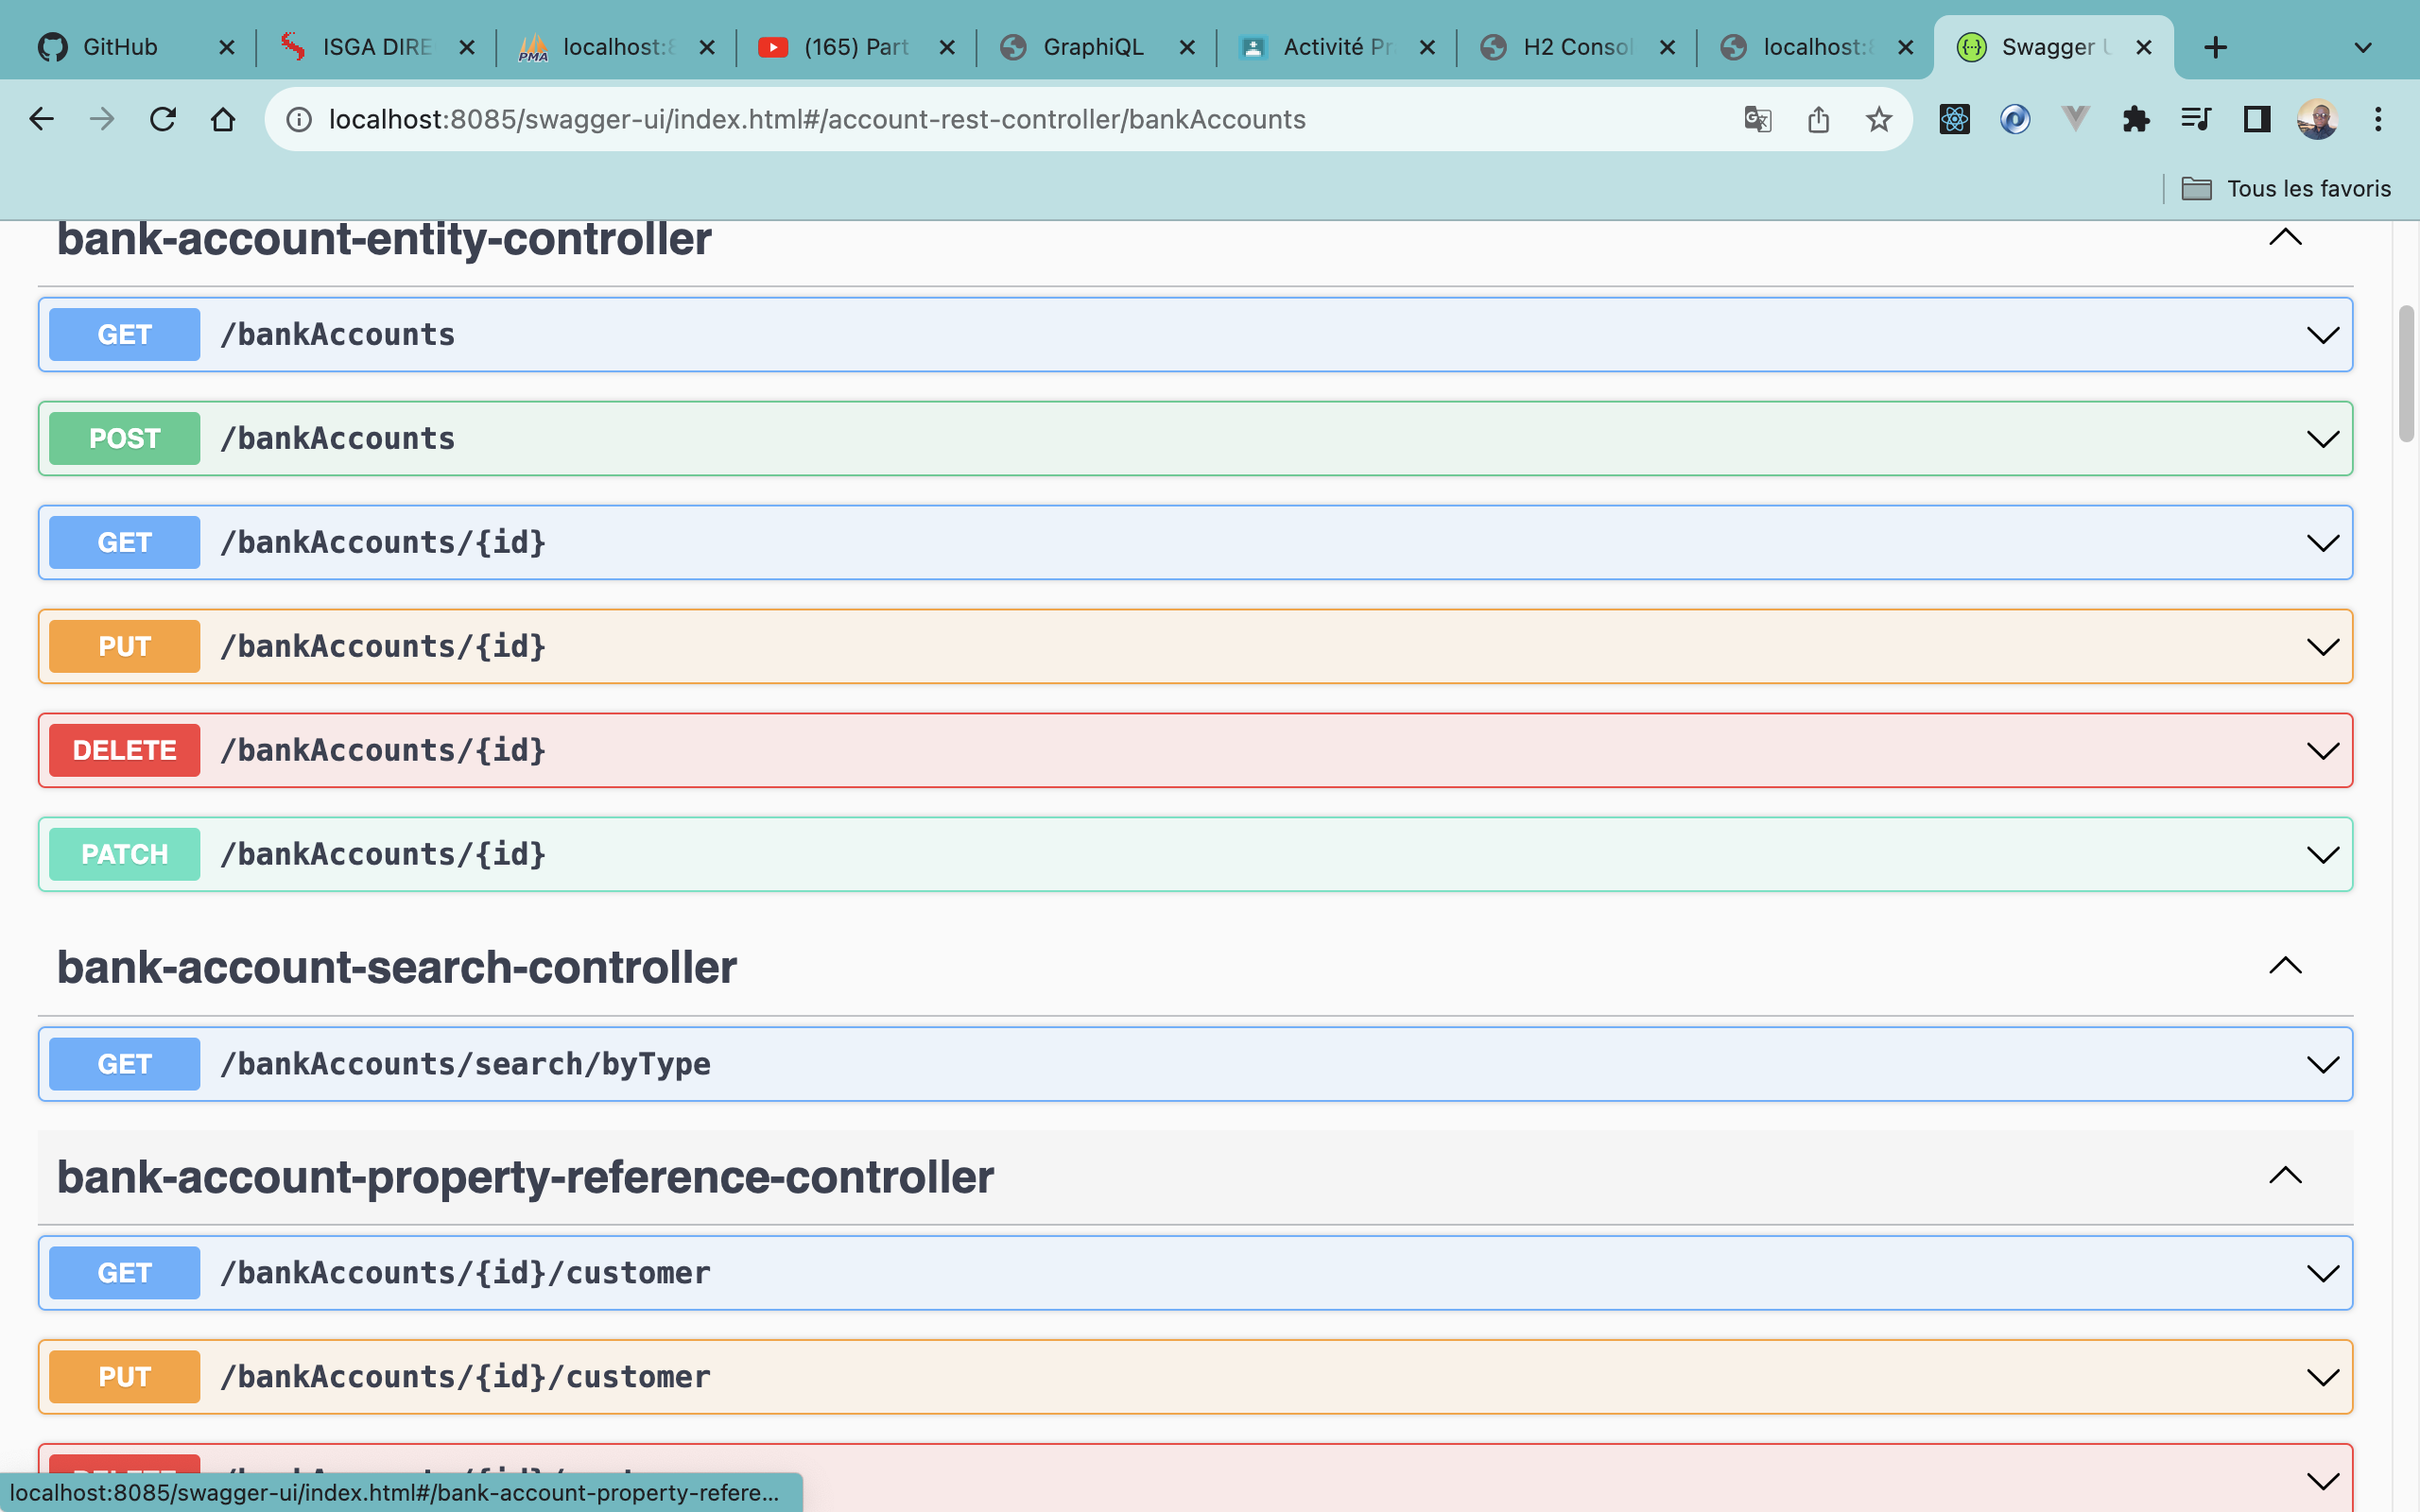 GitHub
ISGA DIRE
localhost:8
(165) Part
GraphiQL
Activité Pr
H2 Consol
localhost:8
Swagger U
localhost:8085/swagger-ui/index.html#/account-rest-controller/bankAccounts
Tous les favoris
bank-account-entity-controller
GET /bankAccounts
POST /bankAccounts
GET /bankAccounts/{id}
PUT /bankAccounts/{id}
DELETE /bankAccounts/{id}
PATCH /bankAccounts/{id}
bank-account-search-controller
GET /bankAccounts/search/byType
bank-account-property-reference-controller
GET /bankAccounts/{id}/customer
PUT /bankAccounts/{id}/customer
DELETE /bankAccounts/{id}/customer
localhost:8085/swagger-ui/index.html#/bank-account-property-refere...